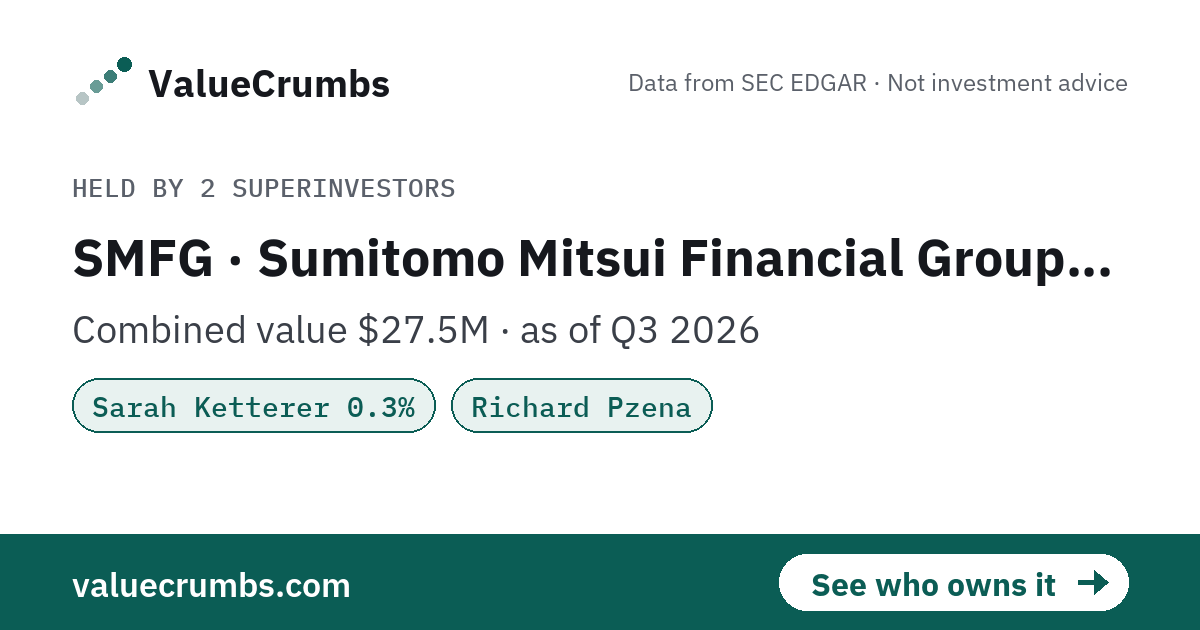 ValueCrumbs
Data from SEC EDGAR · Not investment advice
HELD BY 2 SUPERINVESTORS
SMFG · Sumitomo Mitsui Financial Group...
Combined value $27.5M · as of Q3 2026
Sarah Ketterer 0.3%
Richard Pzena
valuecrumbs.com
See who owns it →